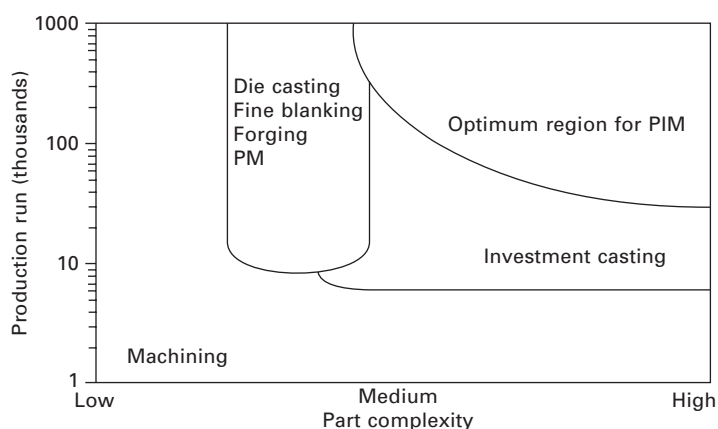 1000
100
10
1
Production run (thousands)
Die casting
Fine blanking
Forging
PM
Optimum region for PIM
Investment casting
Machining
Low
Medium
High
Part complexity